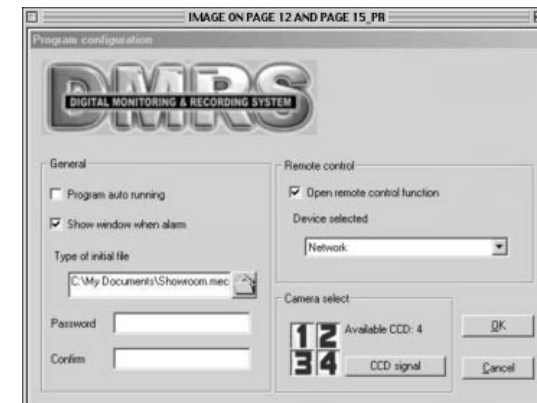 IMAGE ON PAGE 12 AND PAGE 15_PR
Program configuration
DMRS
DIGITAL MONITORING & RECORDING SYSTEM
General
Program auto running
Show window when alarm
Type of initial file
C:\My Documents\Showroom.mec
Password
Confirm
Remote control
Open remote control function
Device selected
Network
Camera select
1 2
3 4
Available CCD: 4
CCD signal
OK
Cancel